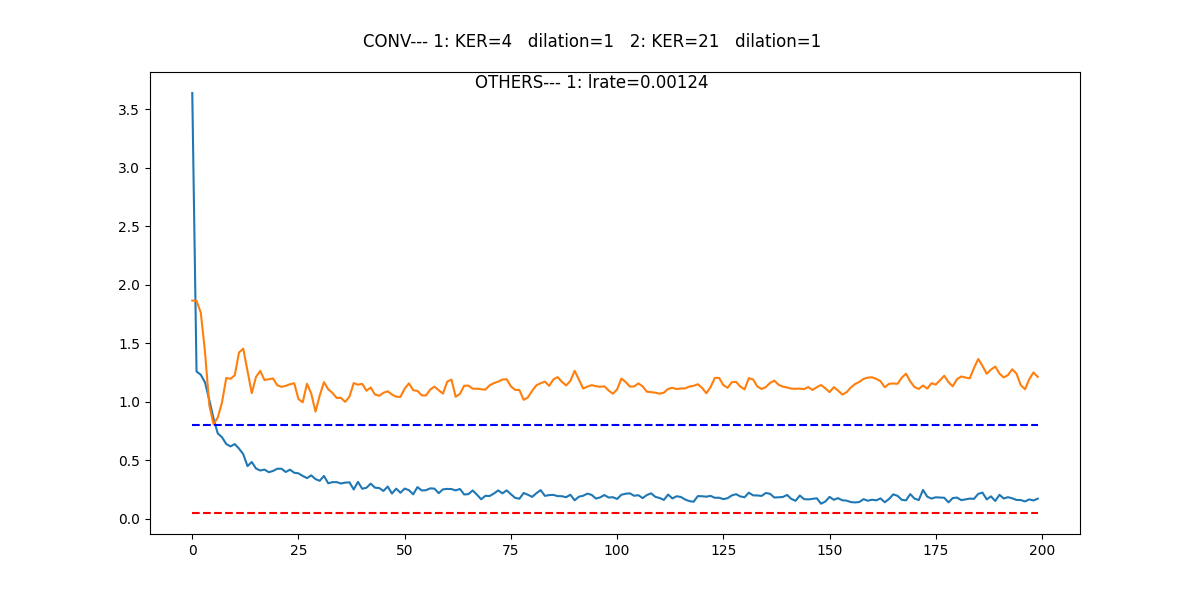 CONV--- 1: KER=4   dilation=1   2: KER=21   dilation=1
OTHERS--- 1: lrate=0.00124
3.5
3.0
2.5
2.0
1.5
1.0
0.5
0.0
0 25 50 75 100 125 150 175 200